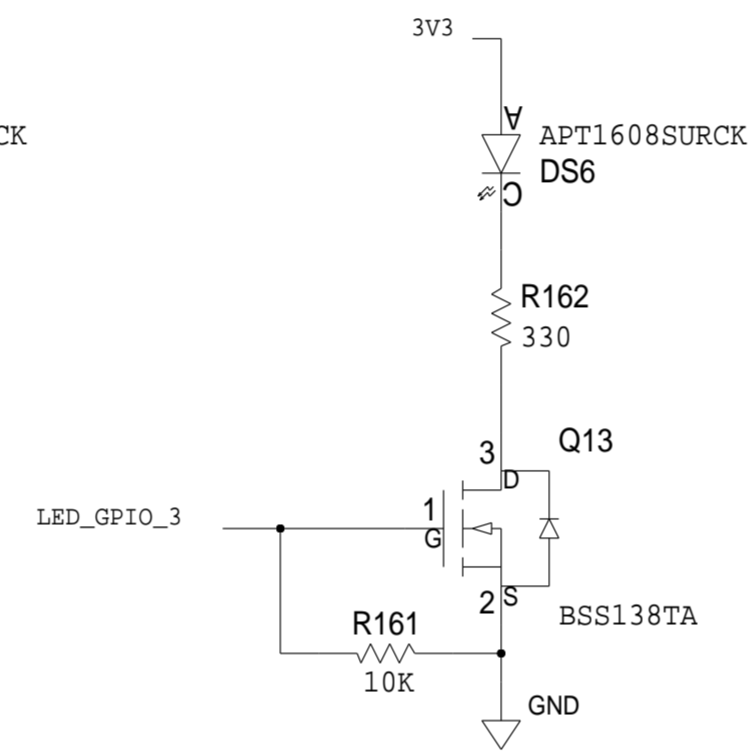 3V3
A
CK
APT1608SURCK
DS6
C
R162
330
Q13
3
D
LED_GPIO_3
1
G
2
S
BSS138TA
R161
10K
GND